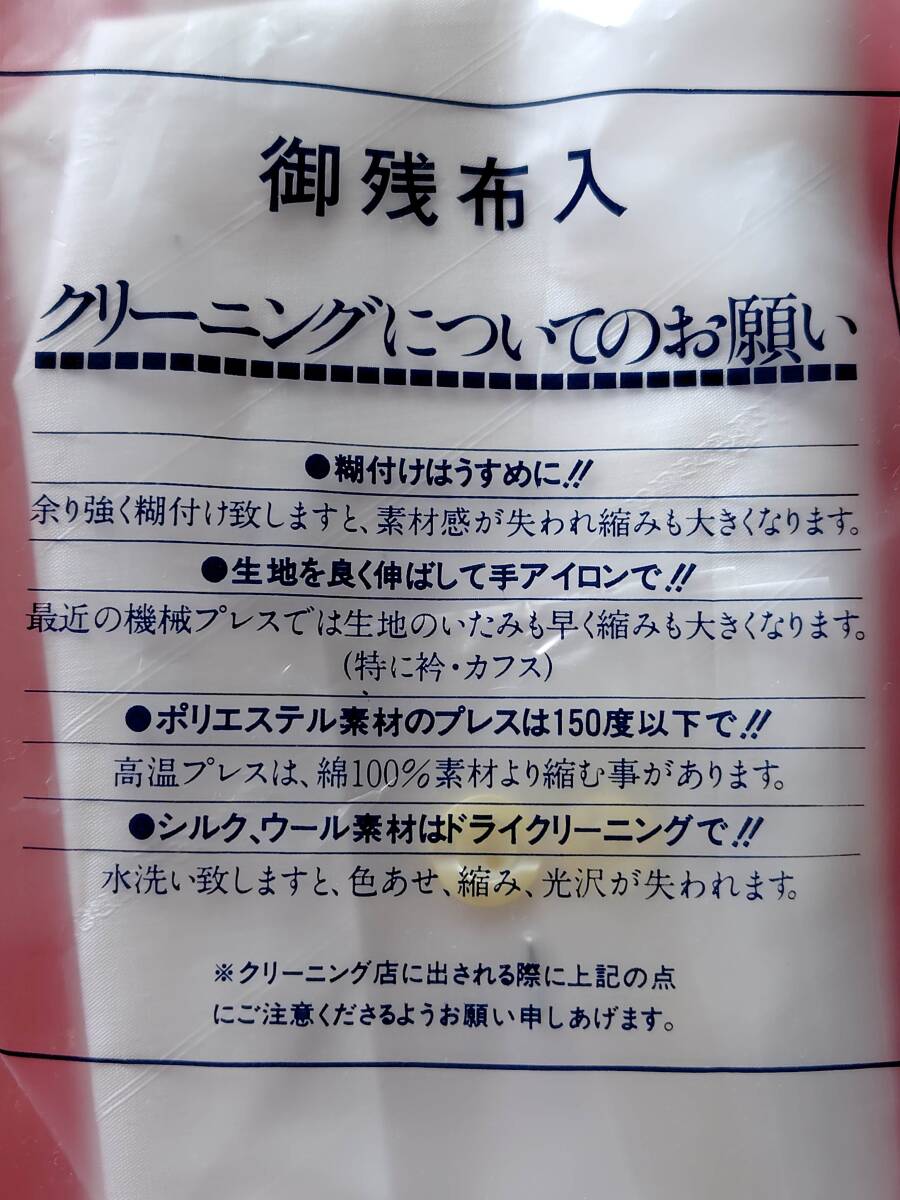 御残布入
クリーニングについてのお願い
●糊付けはうすめに!!
余り強く糊付け致しますと、素材感が失われ縮みも大きくなります。
●生地を良く伸ばして手アイロンで!!
最近の機械プレスでは生地のいたみも早く縮みも大きくなります。
(特に衿・カフス)
●ポリエステル素材のプレスは150度以下で!!
高温プレスは、綿100%素材より縮む事があります。
●シルク、ウール素材はドライクリーニングで!!
水洗い致しますと、色あせ、縮み、光沢が失われます。
※クリーニング店に出される際に上記の点
にご注意くださるようお願い申しあげます。